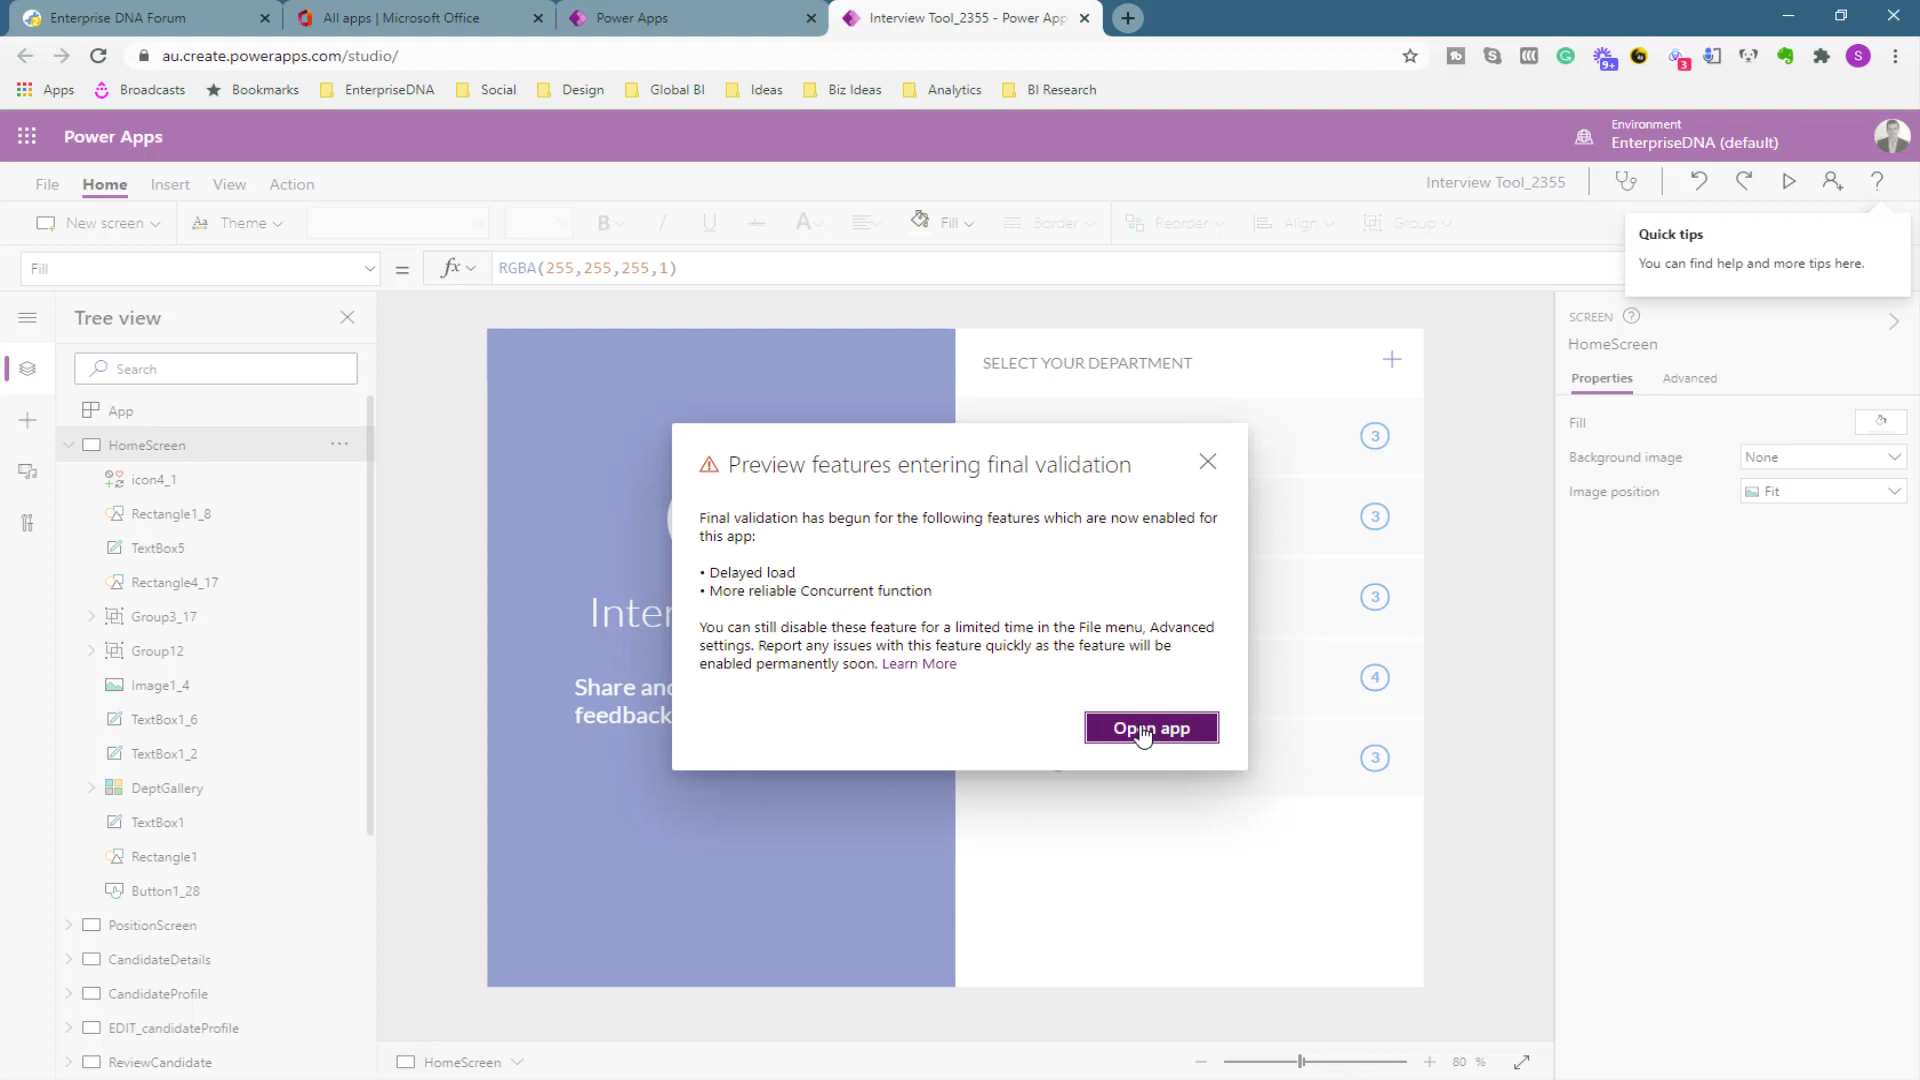 Enterprise DNA Forum
All apps | Microsoft Office
Power Apps
Interview Tool_2355 - Power App
au.create.powerapps.com/studio/
9+
3
S
Apps
Broadcasts
Bookmarks
EnterpriseDNA
Social
Design
Global BI
Ideas
Biz Ideas
Analytics
BI Research
Power Apps
Environment
EnterpriseDNA (default)
File
Home
Insert
View
Action
Interview Tool_2355
New screen
Theme
B
I
U
A
Fill
Border
Reorder
Align
Group
Quick tips
You can find help and more tips here.
Fill
=
fx
RGBA(255,255,255,1)
Tree view
Search
App
HomeScreen
icon4_1
Rectangle1_8
TextBox5
Rectangle4_17
Group3_17
Group12
Image1_4
TextBox1_6
TextBox1_2
DeptGallery
TextBox1
Rectangle1
Button1_28
PositionScreen
CandidateDetails
CandidateProfile
EDIT_candidateProfile
ReviewCandidate
SELECT YOUR DEPARTMENT
3
3
3
4
3
Share and
feedback
Preview features entering final validation
Final validation has begun for the following features which are now enabled for
this app:
• Delayed load
• More reliable Concurrent function
You can still disable these feature for a limited time in the File menu, Advanced
settings. Report any issues with this feature quickly as the feature will be
enabled permanently soon. Learn More
Open app
SCREEN
HomeScreen
Properties
Advanced
Fill
Background image
None
Image position
Fit
HomeScreen
80 %